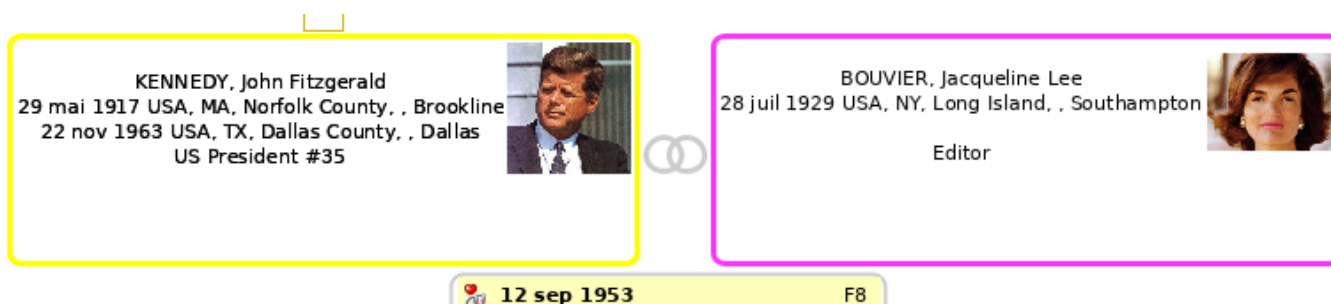 KENNEDY, John Fitzgerald
29 mai 1917 USA, MA, Norfolk County, , Brookline
22 nov 1963 USA, TX, Dallas County, , Dallas
US President #35
BOUVIER, Jacqueline Lee
28 juil 1929 USA, NY, Long Island, , Southampton
Editor
12 sep 1953 F8